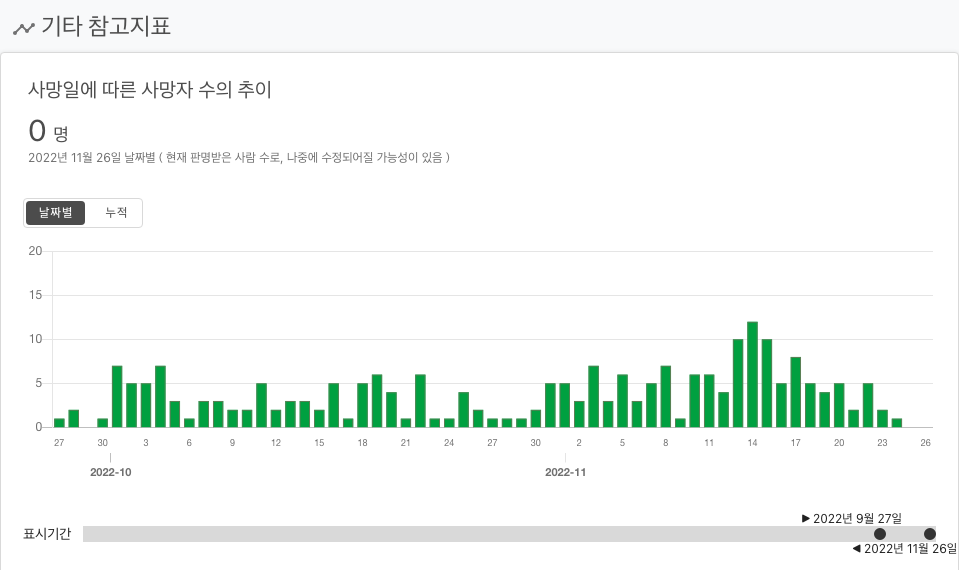 기타 참고지표
사망일에 따른 사망자 수의 추이
0 명
2022년 11월 26일 날짜별 ( 현재 판명받은 사람 수로, 나중에 수정되어질 가능성이 있음 )
날짜별 누적
20
15
10
5
0
27 30 3 6 9 12 15 18 21 24 27 30 2 5 8 11 14 17 20 23 26
2022-10 2022-11
▶ 2022년 9월 27일
표시기간
◀ 2022년 11월 26일